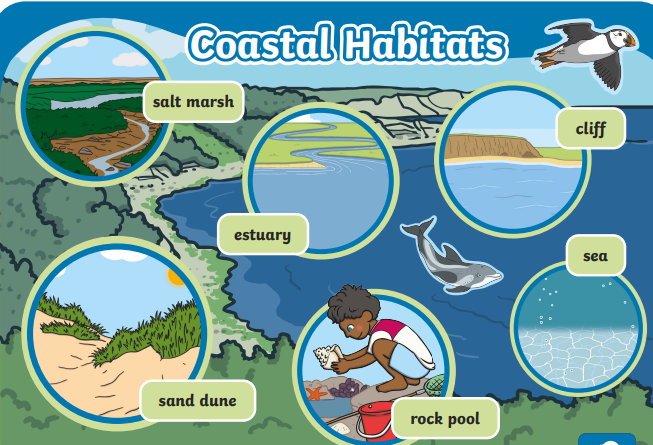 Coastal Habitats
salt marsh
cliff
estuary
sea
sand dune
rock pool